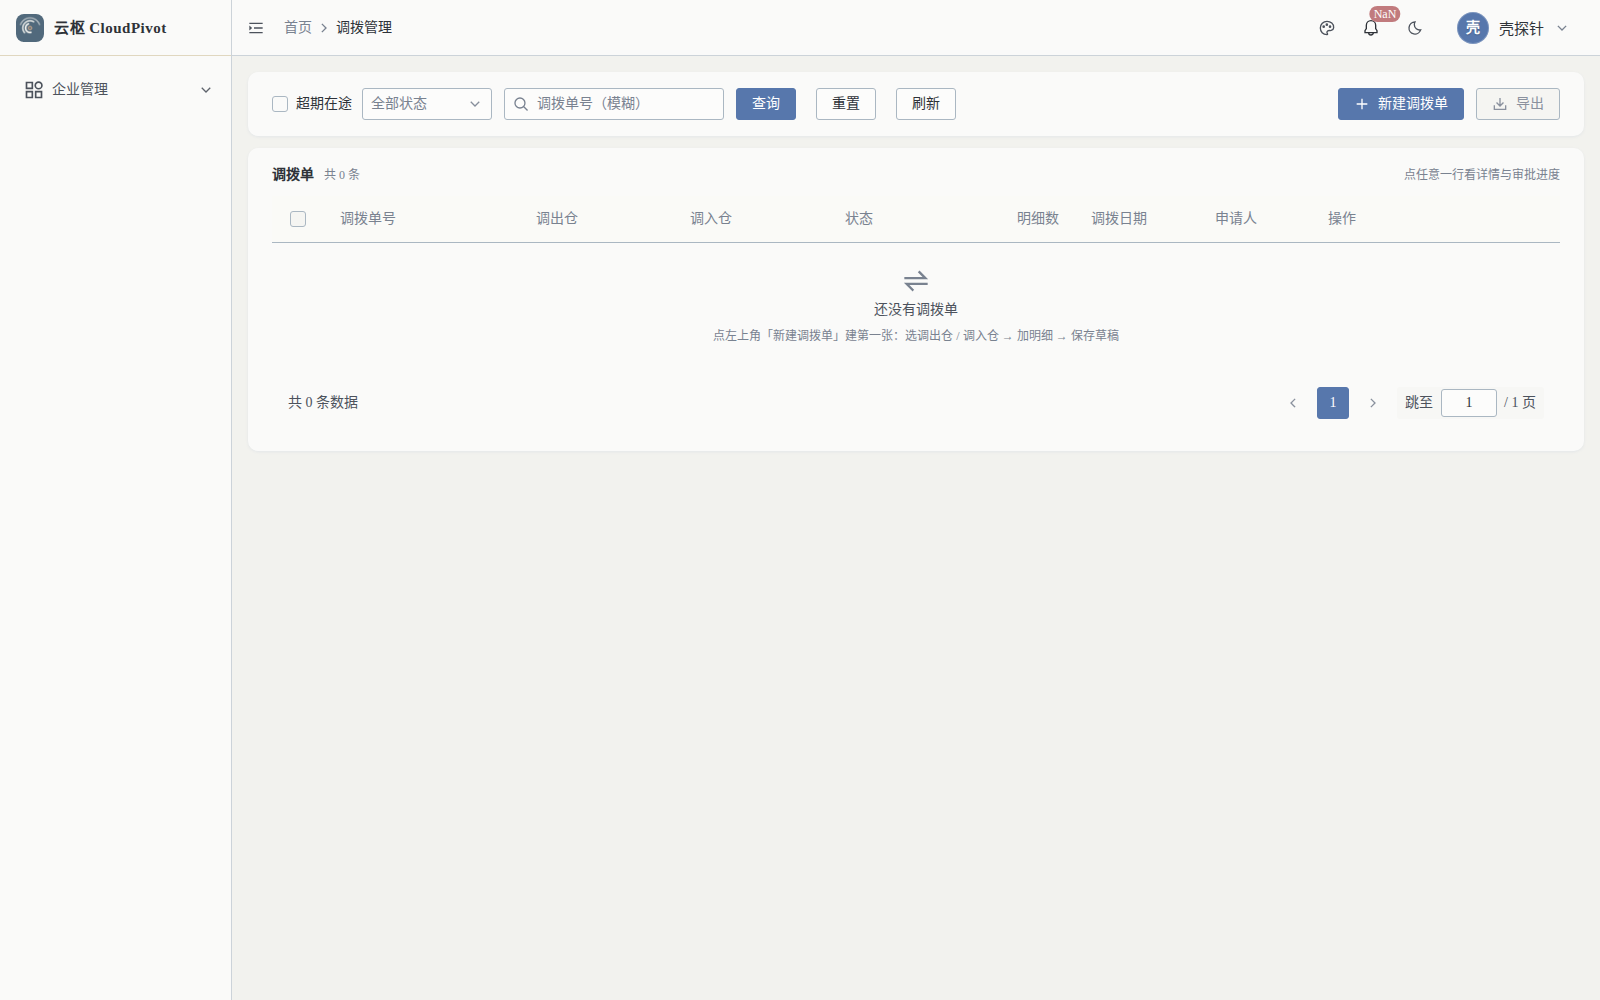 云枢 CloudPivot
首页 > 调拨管理
NaN
壳 壳探针
企业管理
超期在途 全部状态 调拨单号（模糊） 查询 重置 刷新 新建调拨单 导出
调拨单 共 0 条 点任意一行看详情与审批进度
调拨单号 调出仓 调入仓 状态 明细数 调拨日期 申请人 操作
还没有调拨单
点左上角「新建调拨单」建第一张：选调出仓 / 调入仓 → 加明细 → 保存草稿
共 0 条数据 1 跳至 1 / 1 页